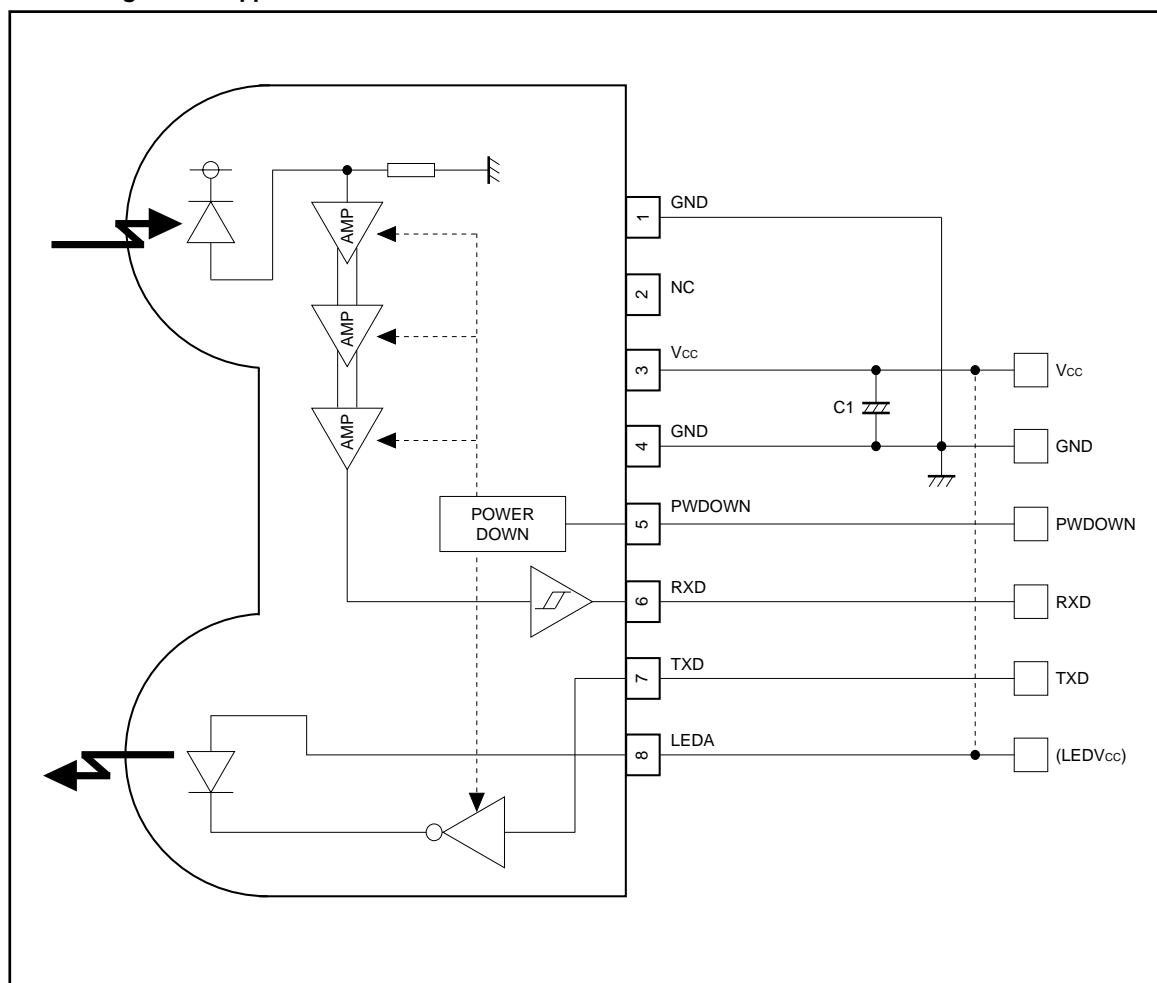 AMP
AMP
AMP
POWER
DOWN
1 GND
2 NC
3 Vcc
4 GND
5 PWDOWN
6 RXD
7 TXD
8 LEDA
C1
Vcc
GND
PWDOWN
RXD
TXD
(LEDVcc)